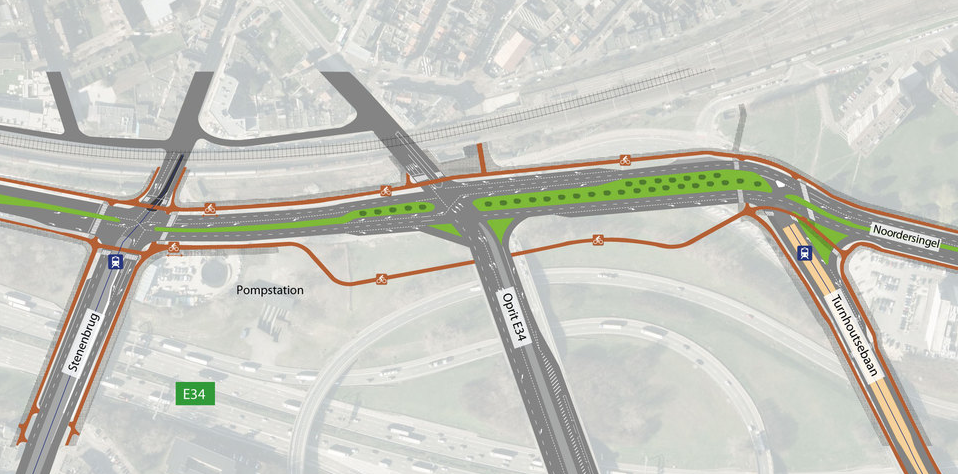 Noordersingel
Pompstation
Oprit E34
Stenenbrug
Turnhoutsebaan
E34